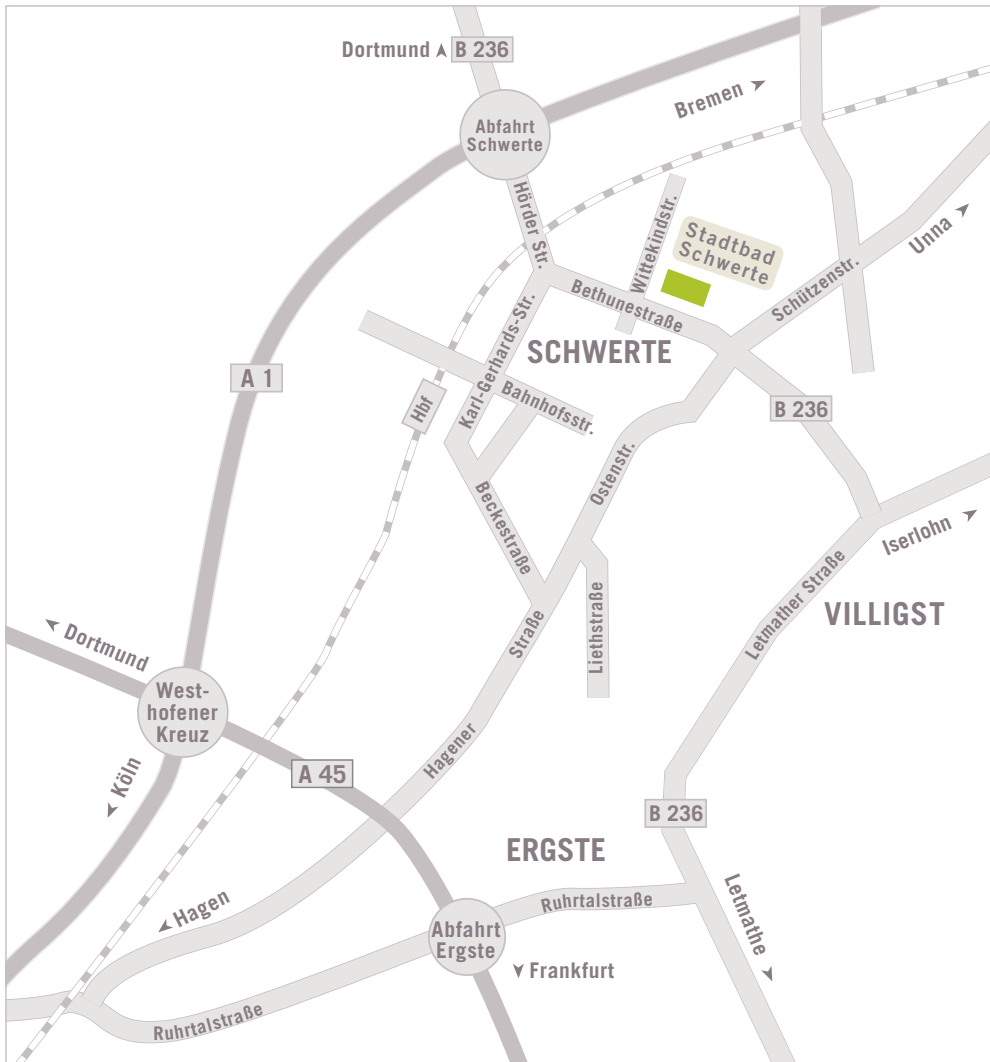 Dortmund
B 236
Bremen
Abfahrt
Schwerte
Hörder Str.
Wittekindstr.
Stadtbad
Schwerte
Unna
Schützenstr.
Bethunestraße
Karl-Gerhards-Str.
SCHWERTE
A 1
Hbf
Bahnhofsstr.
B 236
Ostenstr.
Beckestraße
Iserlohn
Letmather Straße
VILLIGST
Liethstraße
Dortmund
Hagener Straße
West-
hofener
Kreuz
Köln
A 45
B 236
ERGSTE
Hagen
Ruhrtalstraße
Letmathe
Abfahrt
Ergste
Frankfurt
Ruhrtalstraße